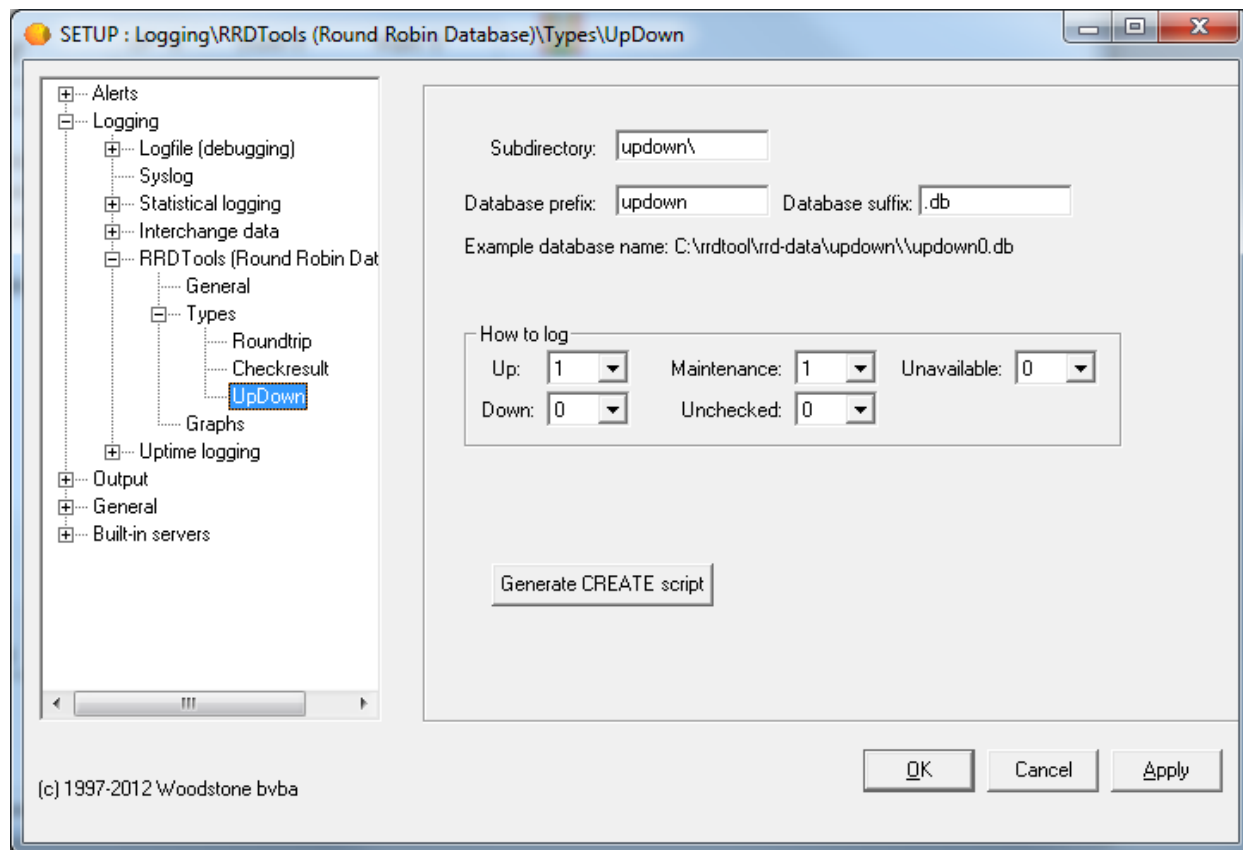 SETUP : Logging\RRDTools (Round Robin Database)\Types\UpDown
Alerts
Logging
Logfile (debugging)
Syslog
Statistical logging
Interchange data
RRDTools (Round Robin Dat
General
Types
Roundtrip
Checkresult
UpDown
Graphs
Uptime logging
Output
General
Built-in servers
Subdirectory: updown\
Database prefix: updown Database suffix: .db
Example database name: C:\rrdtool\rrd-data\updown\\updown0.db
How to log
Up: 1 Maintenance: 1 Unavailable: 0
Down: 0 Unchecked: 0
Generate CREATE script
OK Cancel Apply
(c) 1997-2012 Woodstone bvba